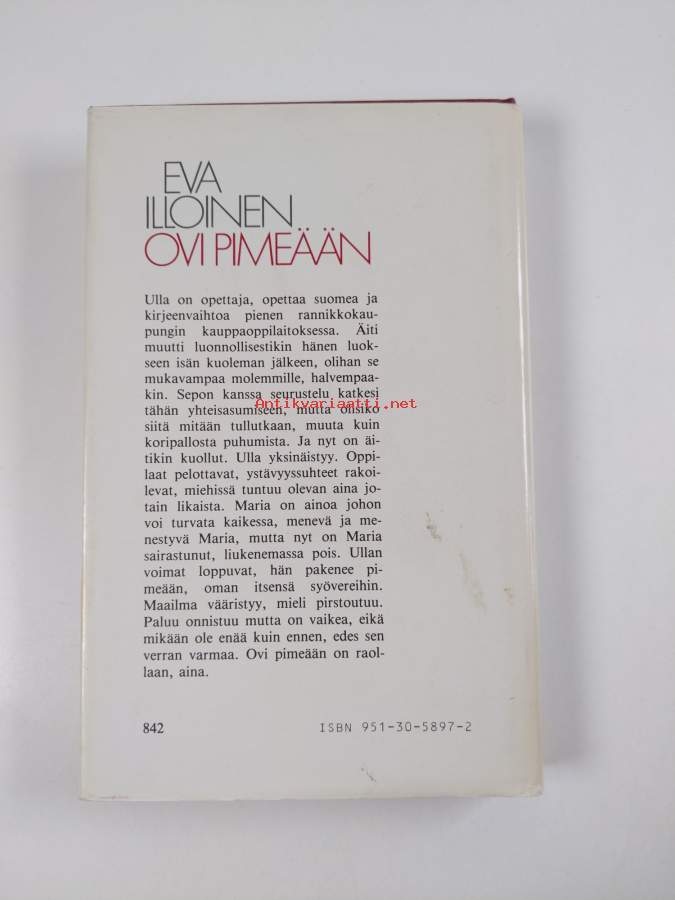 EVA
ILLOINEN
OVI PIMEÄÄN
Ulla on opettaja, opettaa suomea ja
kirjeenvaihtoa pienen rannikkokau-
pungin kauppaoppilaitoksessa. Äiti
muutti luonnollisestikin hänen luok-
seen isän kuoleman jälkeen, olihan se
mukavampaa molemmille, halvempaa-
kin. Sepon kanssa seurustelu katkesi
Antikvariaatti.net
tähän yhteisasumiseen, mutta olisiko
siitä mitään tullutkaan, muuta kuin
koripallosta puhumista. Ja nyt on äi-
tikin kuollut. Ulla yksinäistyy. Oppi-
laat pelottavat, ystävyyssuhteet rakoi-
levat, miehissä tuntuu olevan aina jo-
tain likaista. Maria on ainoa johon
voi turvata kaikessa, menevä ja me-
nestyvä Maria, mutta nyt on Maria
sairastunut, liukenemassa pois. Ullan
voimat loppuvat, hän pakenee pi-
meään, oman itsensä syövereihin.
Maailma vääristyy, mieli pirstoutuu.
Paluu onnistuu mutta on vaikea, eikä
mikään ole enää kuin ennen, edes sen
verran varmaa. Ovi pimeään on raol-
laan, aina.
842 ISBN 951-30-5897-2